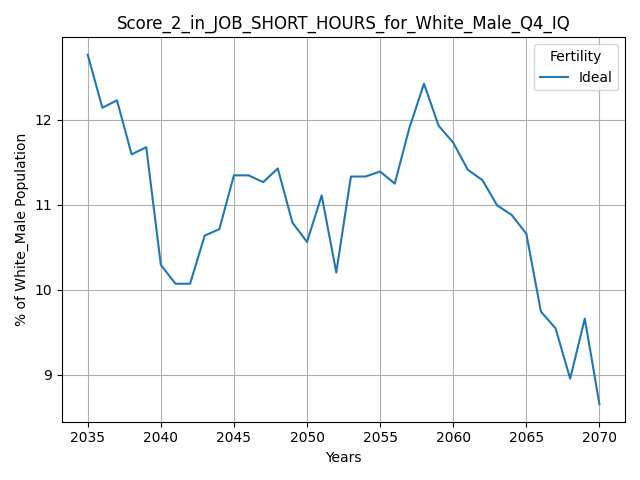 Score_2_in_JOB_SHORT_HOURS_for_White_Male_Q4_IQ
Fertility
Ideal
% of White_Male Population
12
11
10
9
2035 2040 2045 2050 2055 2060 2065 2070
Years